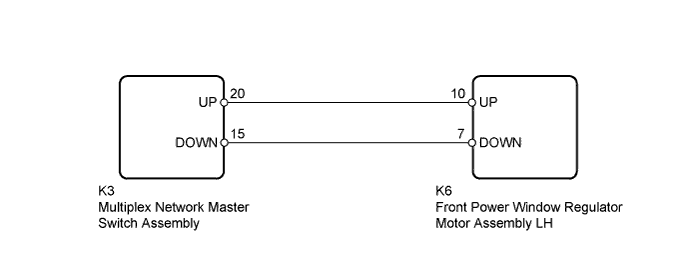 20
10
UP
UP
15
7
DOWN
DOWN
K3
Multiplex Network Master
Switch Assembly
K6
Front Power Window Regulator
Motor Assembly LH